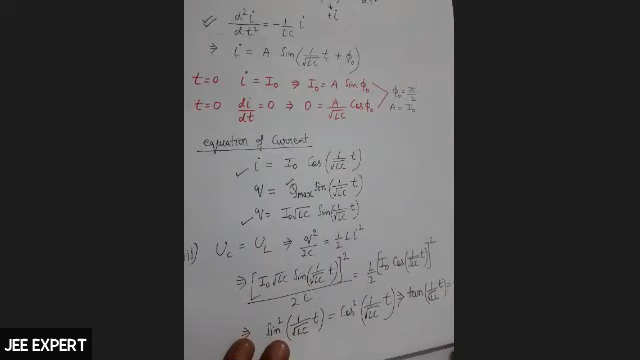 +i
✓ d²i/dt² = -1/LC i
⇒ i = A Sin(1/√LC t + ϕ₀)
t=0 i = I₀ ⇒ I₀ = A Sin ϕ₀
t=0 di/dt = 0 ⇒ 0 = A/√LC Cos ϕ₀
ϕ₀ = π/2
A = I₀
equation of Current
✓ i = I₀ Cos(1/√LC t)
q = Qmax Sin(1/√LC t)
✓ q = I₀√LC Sin(1/√LC t)
U_C = U_L ⇒ q²/2C = 1/2 Li²
⇒ [I₀√LC Sin(1/√LC t)]²/2C = 1/2 [I₀ Cos(1/√LC t)]²
⇒ Sin²(1/√LC t) = Cos²(1/√LC t) ⇒ tan(1/√LC t) =
JEE EXPERT